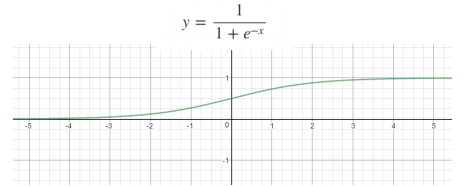 y = 1 / (1 + e^{-x})
1
-5 -4 -3 -2 -1 0 1 2 3 4 5
-1